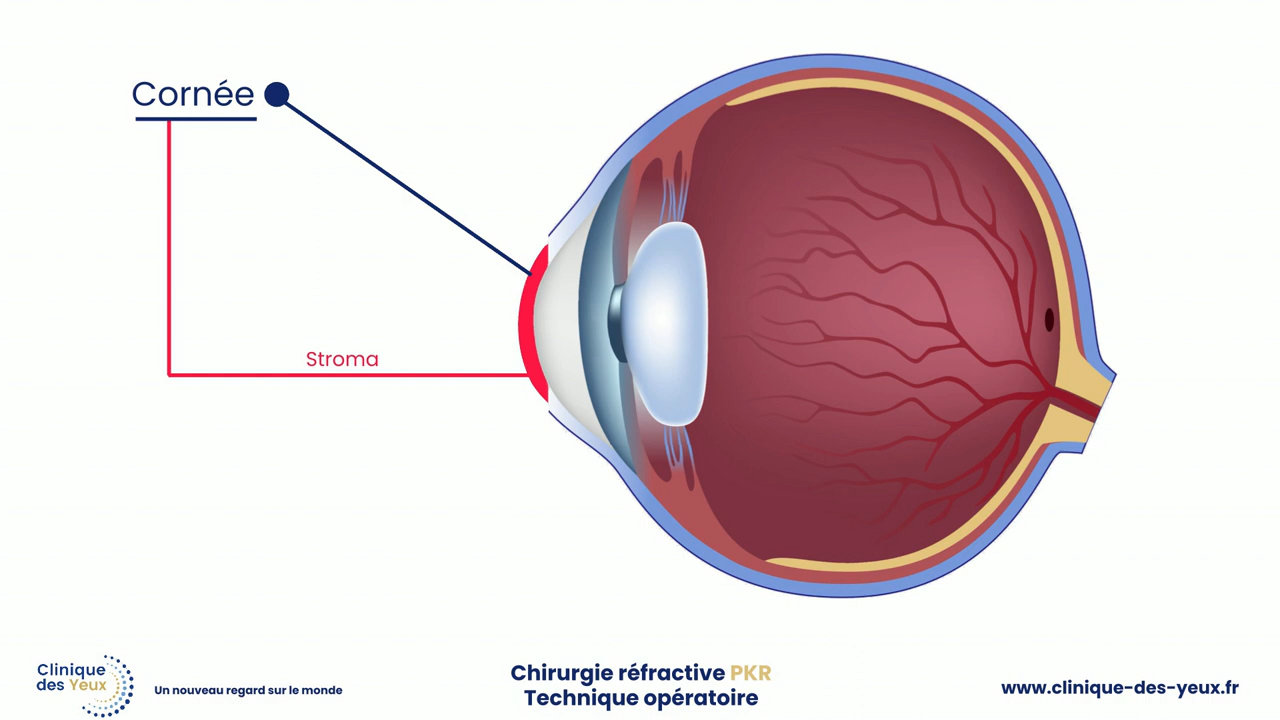 Cornée
Stroma
Clinique
des Yeux
Un nouveau regard sur le monde
Chirurgie réfractive PKR
Technique opératoire
www.clinique-des-yeux.fr